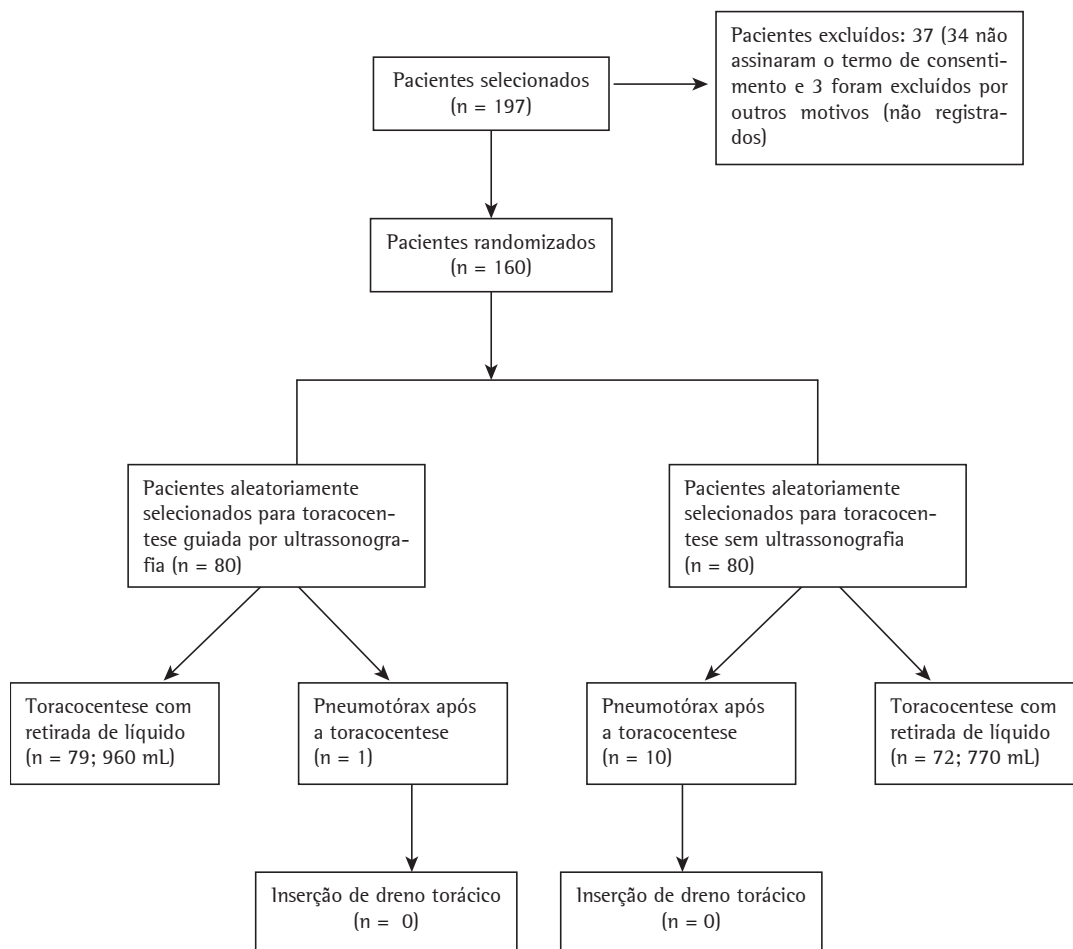 Pacientes selecionados
(n = 197)
Pacientes excluídos: 37 (34 não
assinaram o termo de consenti-
mento e 3 foram excluídos por
outros motivos (não registra-
dos)
Pacientes randomizados
(n = 160)
Pacientes aleatoriamente
selecionados para toracocen-
tese guiada por ultrassonogra-
fia (n = 80)
Pacientes aleatoriamente
selecionados para toracocen-
tese sem ultrassonografia
(n = 80)
Toracocentese com
retirada de líquido
(n = 79; 960 mL)
Pneumotórax após
a toracocentese
(n = 1)
Pneumotórax após
a toracocentese
(n = 10)
Toracocentese com
retirada de líquido
(n = 72; 770 mL)
Inserção de dreno torácico
(n = 0)
Inserção de dreno torácico
(n = 0)